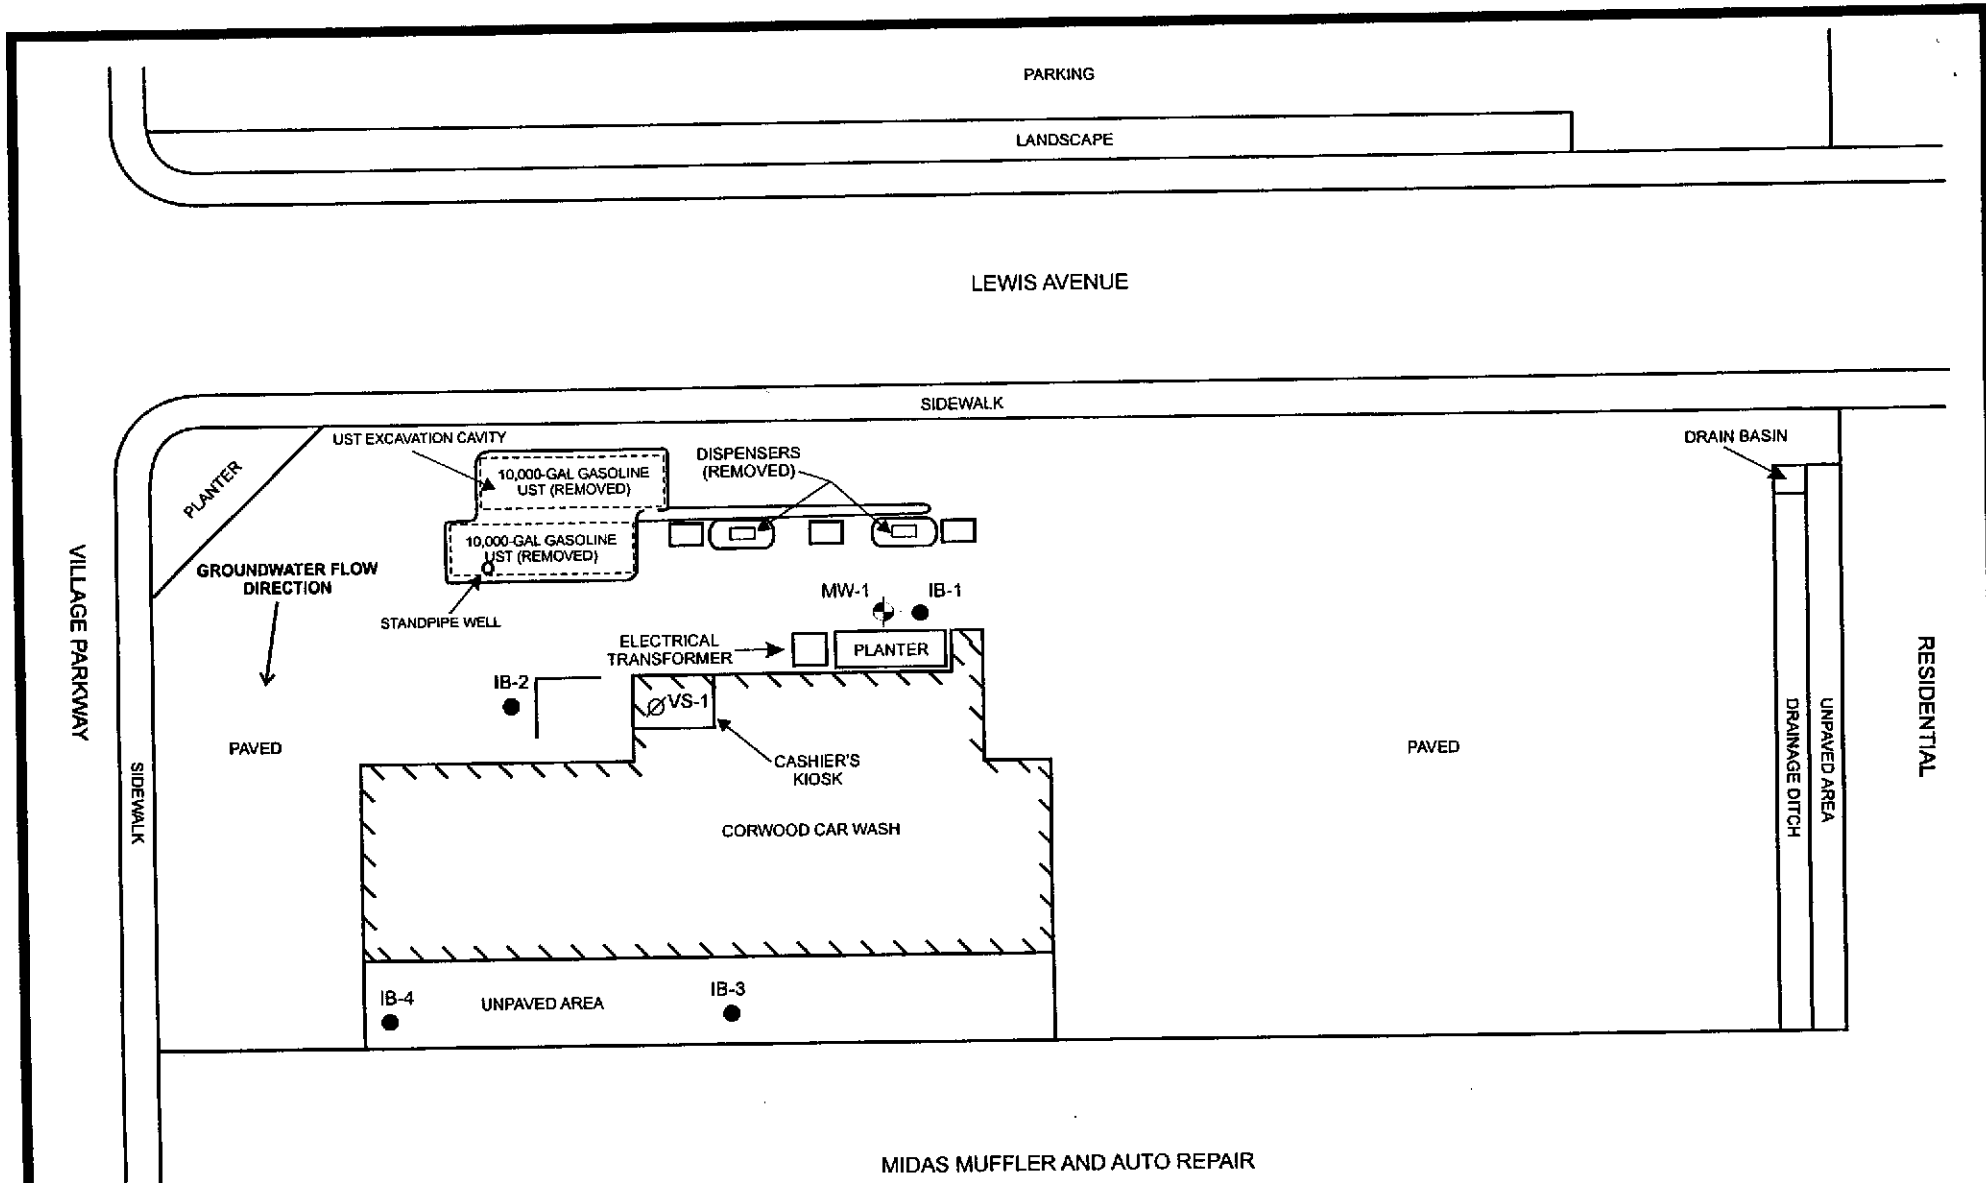 PARKING
LANDSCAPE
LEWIS AVENUE
SIDEWALK
UST EXCAVATION CAVITY
PLANTER
10,000-GAL GASOLINE
UST (REMOVED)
10,000-GAL GASOLINE
UST (REMOVED)
DISPENSERS
(REMOVED)
DRAIN BASIN
GROUNDWATER FLOW
DIRECTION
STANDPIPE WELL
MW-1
IB-1
ELECTRICAL
TRANSFORMER
PLANTER
IB-2
VS-1
CASHIER'S
KIOSK
VILLAGE PARKWAY
SIDEWALK
PAVED
CORWOOD CAR WASH
PAVED
DRAINAGE DITCH
UNPAVED AREA
RESIDENTIAL
IB-4
UNPAVED AREA
IB-3
MIDAS MUFFLER AND AUTO REPAIR